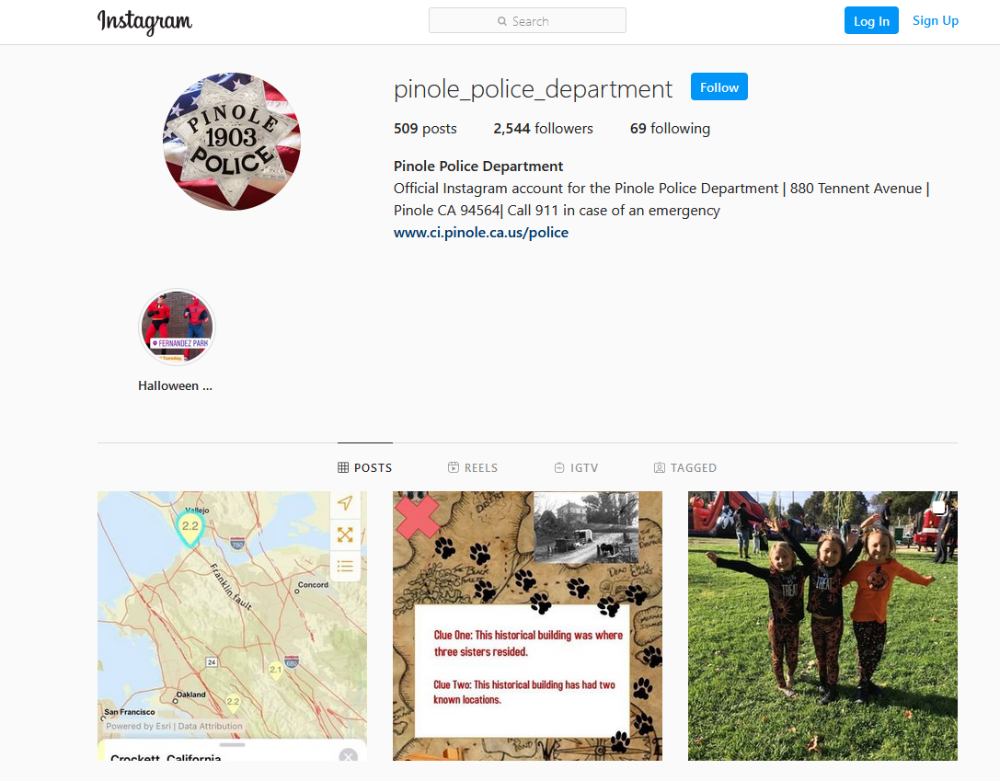 Instagram
Search
Log In
Sign Up
PINOLE
1903
POLICE
pinole_police_department
Follow
509 posts 2,544 followers 69 following
Pinole Police Department
Official Instagram account for the Pinole Police Department | 880 Tennent Avenue |
Pinole CA 94564| Call 911 in case of an emergency
www.ci.pinole.ca.us/police
FERNANDEZ PARK
Tuesday,
Halloween ...
POSTS
REELS
IGTV
TAGGED
Vallejo
2.2
780
Franklin fault
Concord
24
680
2.1
Oakland
2.2
San Francisco
Powered by Esri | Data Attribution
Crockett, California
Clue One: This historical building was where
three sisters resided.
Clue Two: This historical building has had two
known locations.
TREAT
TREAT